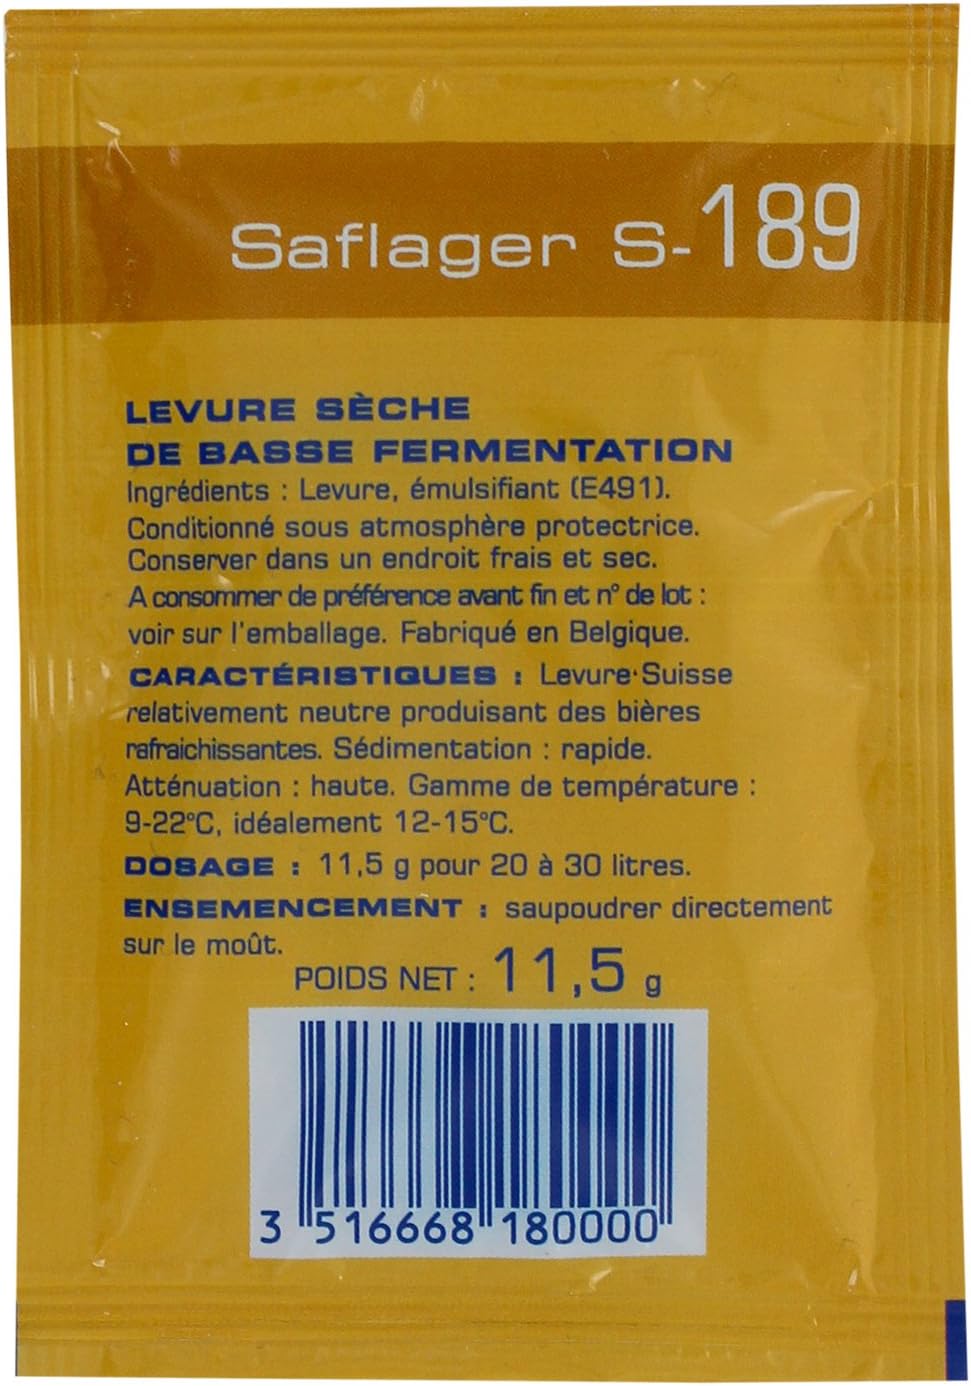 Saflager S-189
LEVURE SÈCHE
DE BASSE FERMENTATION
Ingrédients : Levure, émulsifiant (E491).
Conditionné sous atmosphère protectrice.
Conserver dans un endroit frais et sec.
A consommer de préférence avant fin et n° de lot :
voir sur l'emballage. Fabriqué en Belgique.
CARACTÉRISTIQUES : Levure Suisse
relativement neutre produisant des bières
rafraichissantes. Sédimentation : rapide.
Atténuation : haute. Gamme de température :
9-22°C, idéalement 12-15°C.
DOSAGE : 11,5 g pour 20 à 30 litres.
ENSEMENCEMENT : saupoudrer directement
sur le moût.
POIDS NET : 11,5 g
3 516668 180000